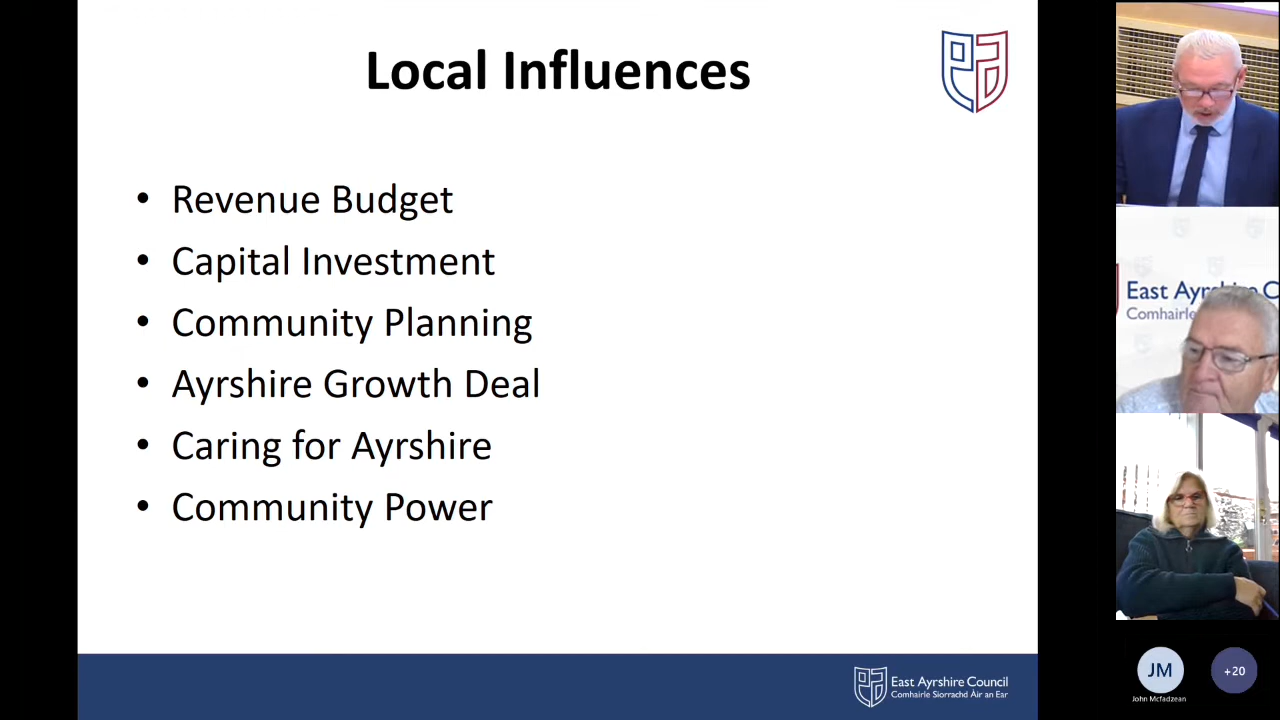 Local Influences
• Revenue Budget
• Capital Investment
• Community Planning
• Ayrshire Growth Deal
• Caring for Ayrshire
• Community Power
East Ayrshire Council
Comhairle Siorrachd Àir an Ear
East Ayrshire C
Comhairle
JM
John Mcfadzean
+20